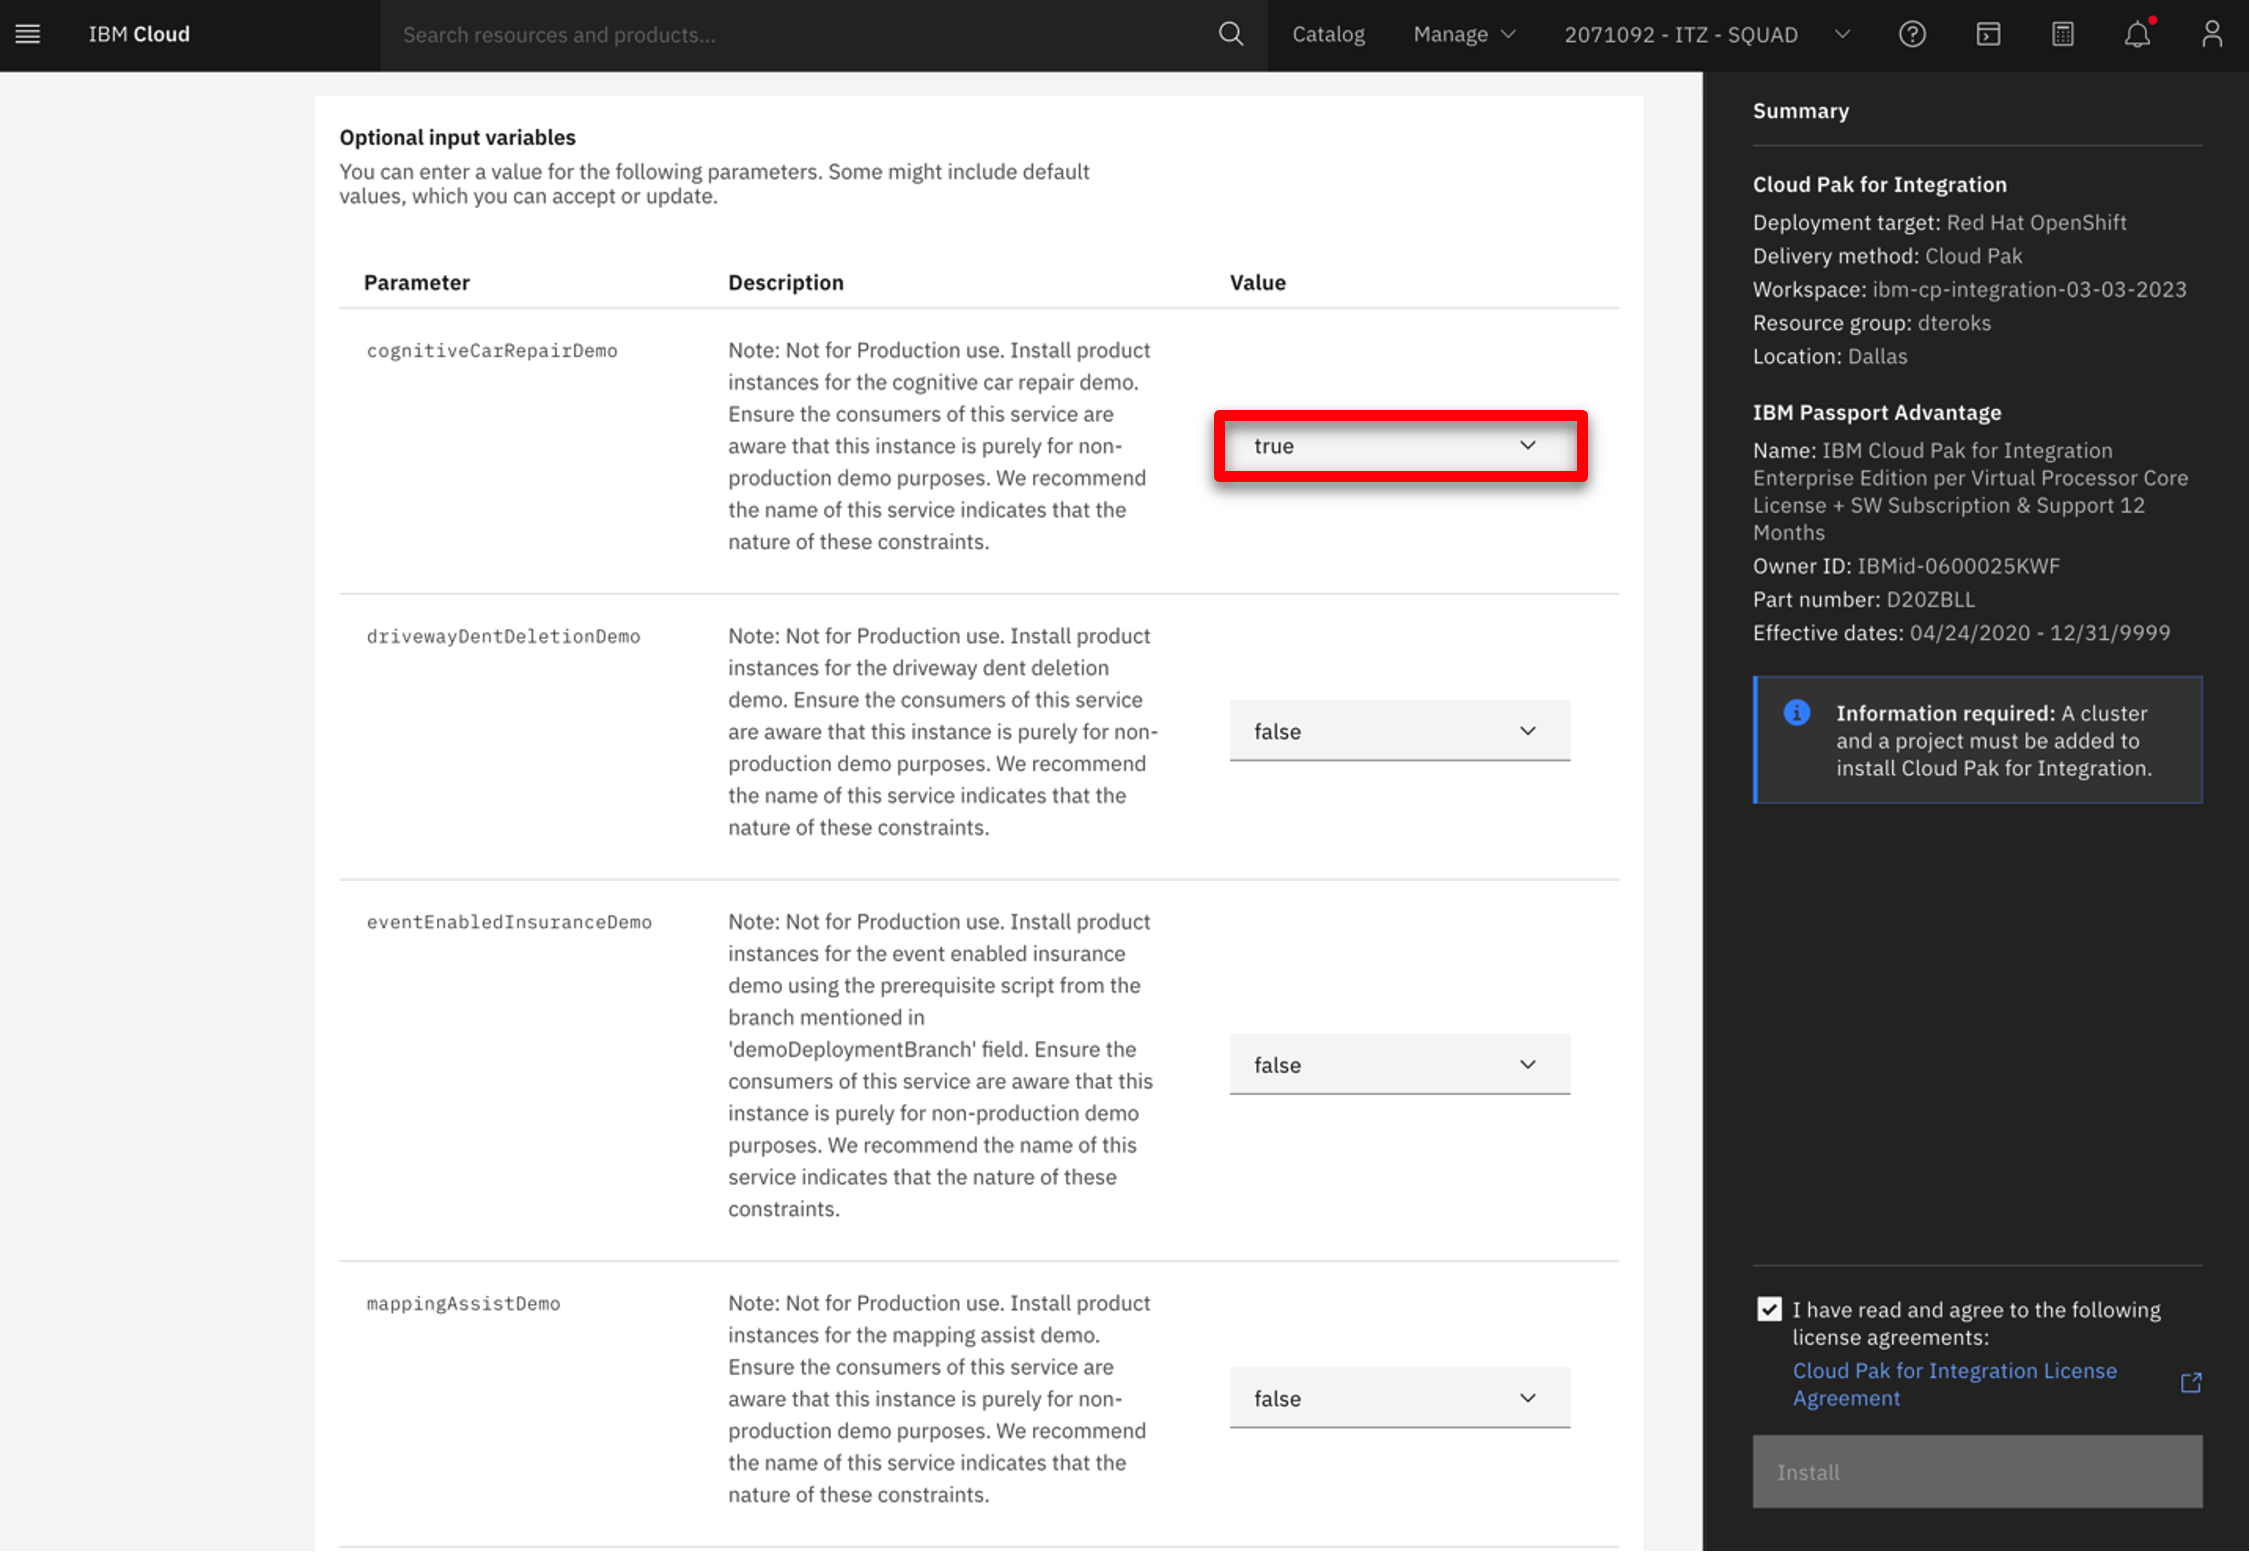 IBM Cloud
Search resources and products...
Catalog
Manage
2071092 - ITZ - SQUAD
Optional input variables
You can enter a value for the following parameters. Some might include default
values, which you can accept or update.
Parameter
Description
Value
cognitiveCarRepairDemo
Note: Not for Production use. Install product
instances for the cognitive car repair demo.
Ensure the consumers of this service are
aware that this instance is purely for non-
production demo purposes. We recommend
the name of this service indicates that the
nature of these constraints.
true
drivewayDentDeletionDemo
Note: Not for Production use. Install product
instances for the driveway dent deletion
demo. Ensure the consumers of this service
are aware that this instance is purely for non-
production demo purposes. We recommend
the name of this service indicates that the
nature of these constraints.
false
eventEnabledInsuranceDemo
Note: Not for Production use. Install product
instances for the event enabled insurance
demo using the prerequisite script from the
branch mentioned in
'demoDeploymentBranch' field. Ensure the
consumers of this service are aware that this
instance is purely for non-production demo
purposes. We recommend the name of this
service indicates that the nature of these
constraints.
false
mappingAssistDemo
Note: Not for Production use. Install product
instances for the mapping assist demo.
Ensure the consumers of this service are
aware that this instance is purely for non-
production demo purposes. We recommend
the name of this service indicates that the
nature of these constraints.
false
Summary
Cloud Pak for Integration
Deployment target: Red Hat OpenShift
Delivery method: Cloud Pak
Workspace: ibm-cp-integration-03-03-2023
Resource group: dteroks
Location: Dallas
IBM Passport Advantage
Name: IBM Cloud Pak for Integration
Enterprise Edition per Virtual Processor Core
License + SW Subscription & Support 12
Months
Owner ID: IBMid-0600025KWF
Part number: D20ZBLL
Effective dates: 04/24/2020 - 12/31/9999
Information required: A cluster
and a project must be added to
install Cloud Pak for Integration.
I have read and agree to the following
license agreements:
Cloud Pak for Integration License
Agreement
Install